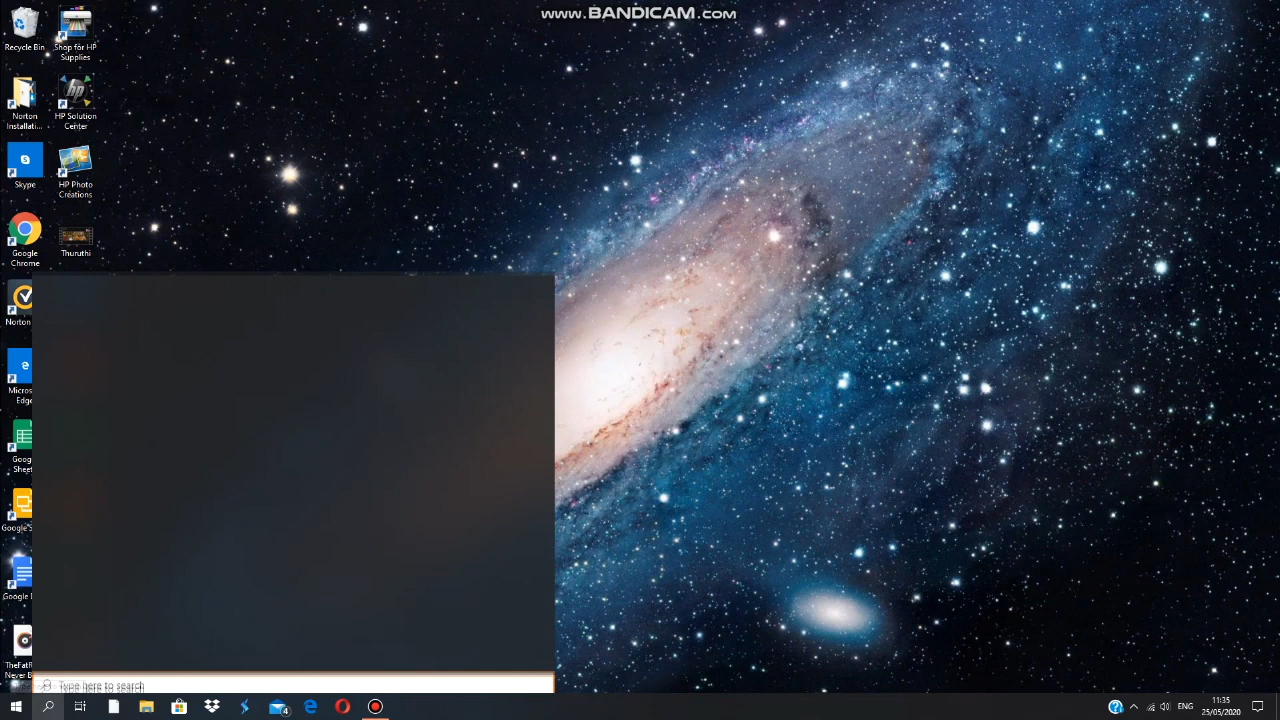 www.BANDICAM.com
Recycle Bin
Shop for HP
Supplies
Norton
Installati...
HP Solution
Center
Skype
HP Photo
Creations
Google
Chrome
Thuruthi
Norton
Micros
Edge
Goog
Sheet
Google S
Google D
TheFatR
Never B
Type here to search
4
ENG
11:35
25/05/2020